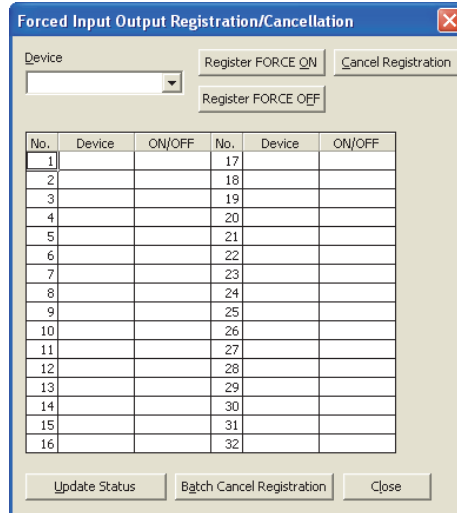 Forced Input Output Registration/Cancellation
Device
Register FORCE ON
Cancel Registration
Register FORCE OFF
No. Device ON/OFF No. Device ON/OFF
1 17
2 18
3 19
4 20
5 21
6 22
7 23
8 24
9 25
10 26
11 27
12 28
13 29
14 30
15 31
16 32
Update Status Batch Cancel Registration Close